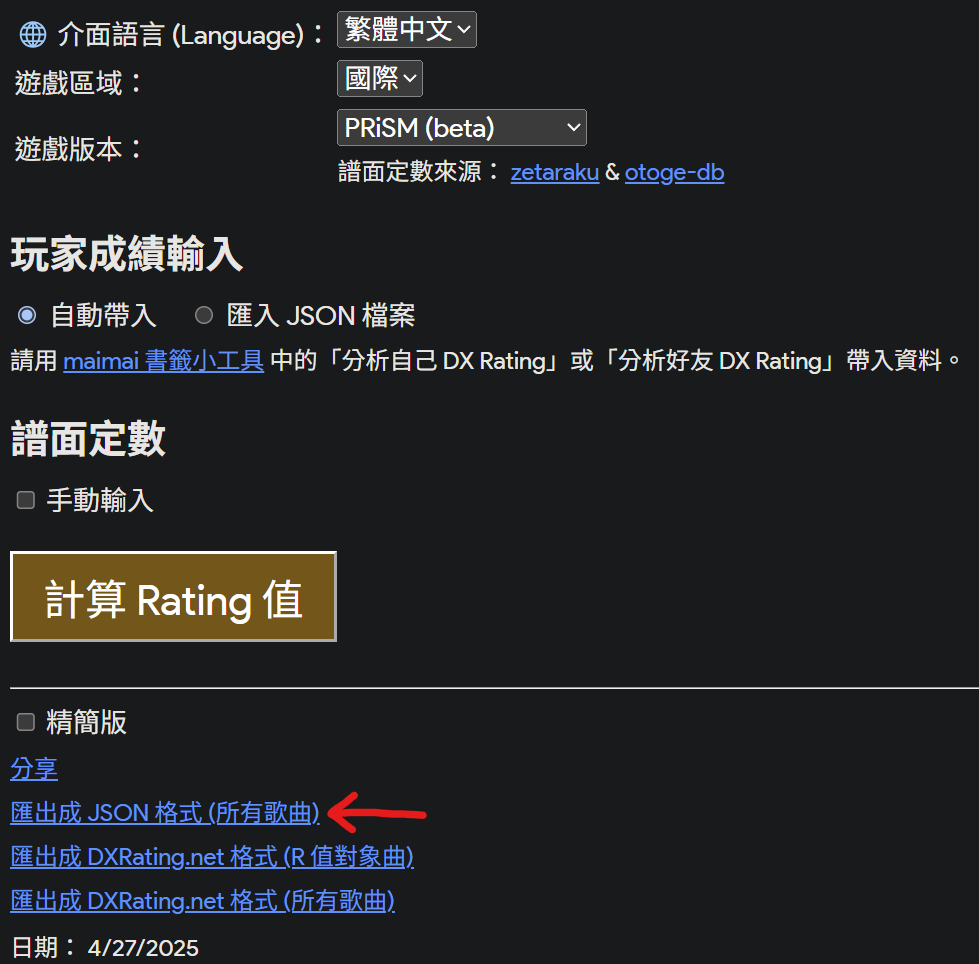 介面語言 (Language)： 繁體中文
遊戲區域： 國際
遊戲版本： PRiSM (beta)
譜面定數來源： zetaraku & otoge-db
玩家成績輸入
自動帶入 匯入 JSON 檔案
請用 maimai 書籤小工具 中的「分析自己 DX Rating」或「分析好友 DX Rating」帶入資料。
譜面定數
手動輸入
計算 Rating 值
精簡版
分享
匯出成 JSON 格式 (所有歌曲)
匯出成 DXRating.net 格式 (R 值對象曲)
匯出成 DXRating.net 格式 (所有歌曲)
日期： 4/27/2025